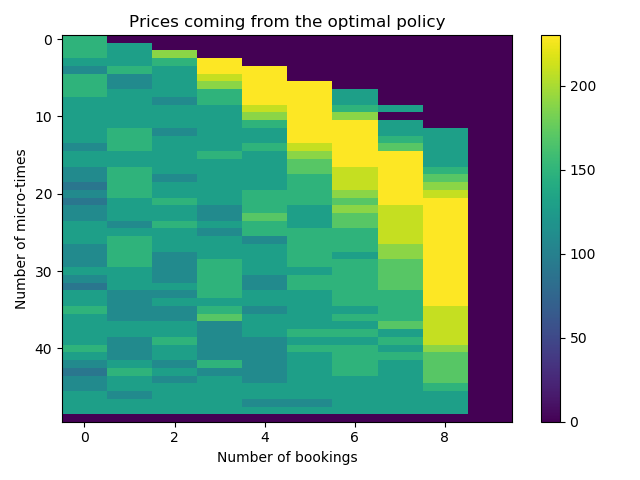 Prices coming from the optimal policy
0
10
20
30
40
Number of micro-times
0 2 4 6 8
Number of bookings
200
150
100
50
0